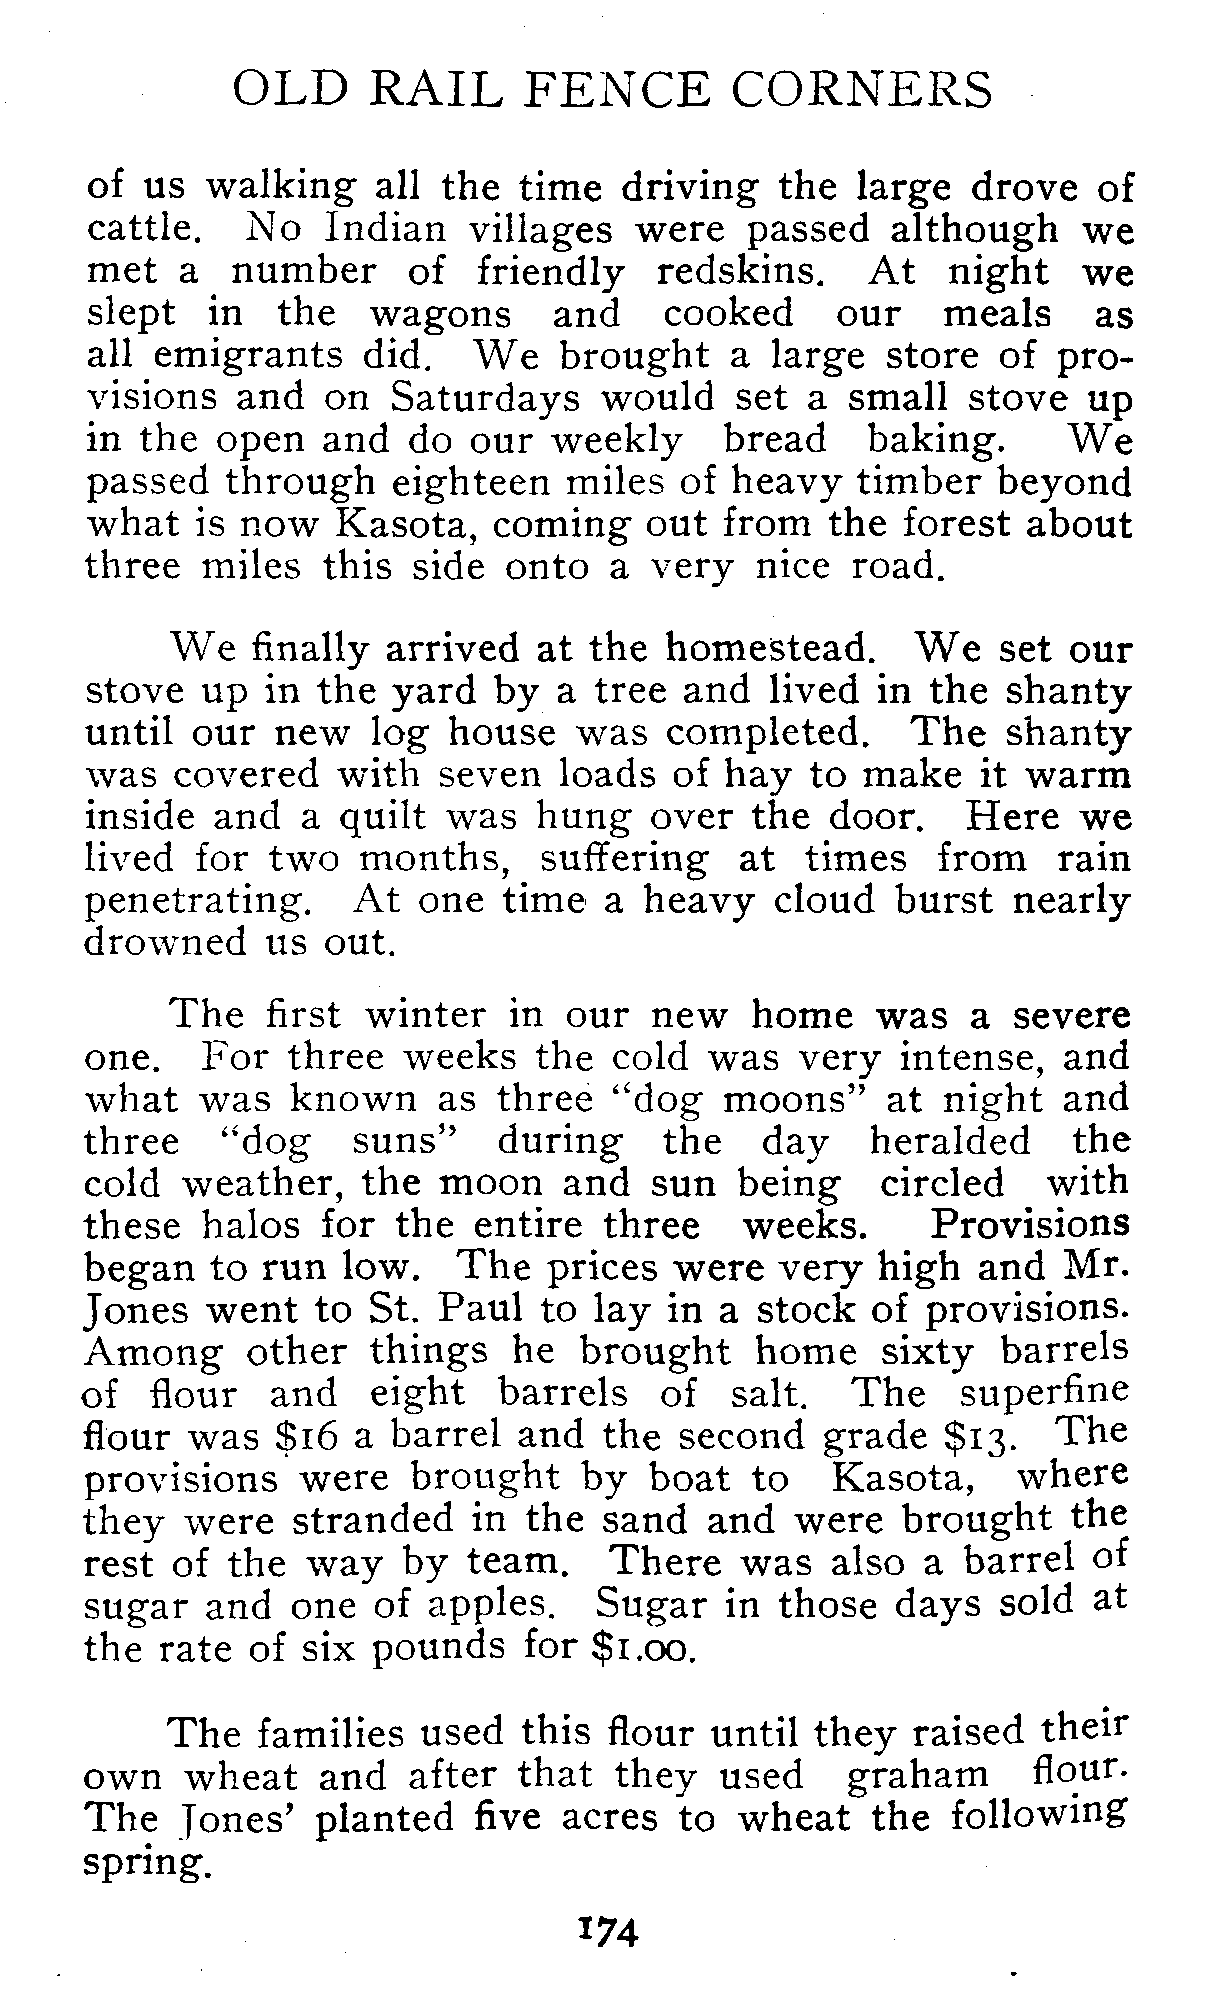 OLD RAIL FENCE CORNERS
of us walking all the time driving the large drove of
cattle. No Indian villages were passed although we
met a number of friendly redskins. At night we
slept in the wagons and cooked our meals as
all emigrants did. We brought a large store of pro-
visions and on Saturdays would set a small stove up
in the open and do our weekly bread baking. We
passed through eighteen miles of heavy timber beyond
what is now Kasota, coming out from the forest about
three miles this side onto a very nice road.
We finally arrived at the homestead. We set our
stove up in the yard by a tree and lived in the shanty
until our new log house was completed. The shanty
was covered with seven loads of hay to make it warm
inside and a quilt was hung over the door. Here we
lived for two months, suffering at times from rain
penetrating. At one time a heavy cloud burst nearly
drowned us out.
The first winter in our new home was a severe
one. For three weeks the cold was very intense, and
what was known as three "dog moons" at night and
three "dog suns" during the day heralded the
cold weather, the moon and sun being circled with
these halos for the entire three weeks. Provisions
began to run low. The prices were very high and Mr.
Jones went to St. Paul to lay in a stock of provisions.
Among other things he brought home sixty barrels
of flour and eight barrels of salt. The superfine
flour was $16 a barrel and the second grade $13. The
provisions were brought by boat to Kasota, where
they were stranded in the sand and were brought the
rest of the way by team. There was also a barrel of
sugar and one of apples. Sugar in those days sold at
the rate of six pounds for $1.00.
The families used this flour until they raised their
own wheat and after that they used graham flour.
The Jones' planted five acres to wheat the following
spring.
174